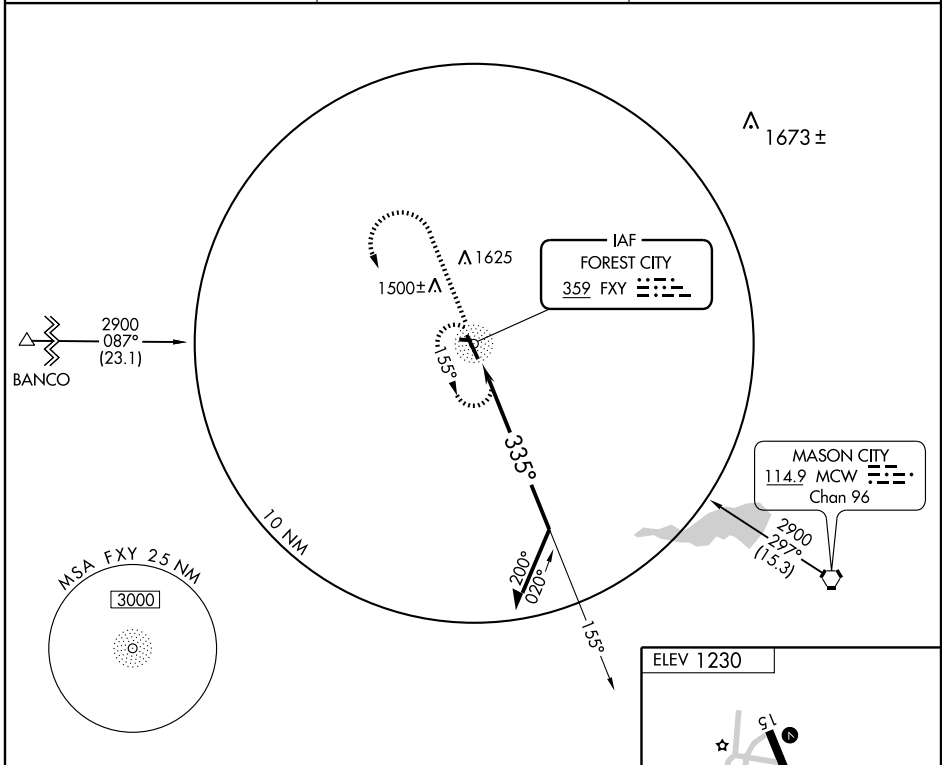 1673 ±
IAF
FOREST CITY
359 FXY
1625
1500±
2900
087°
(23.1)
BANCO
155°
335°
MASON CITY
114.9 MCW
Chan 96
2900
297°
(15.3)
10 NM
200°
020°
155°
MSA FXY 25 NM
3000
ELEV 1230
15